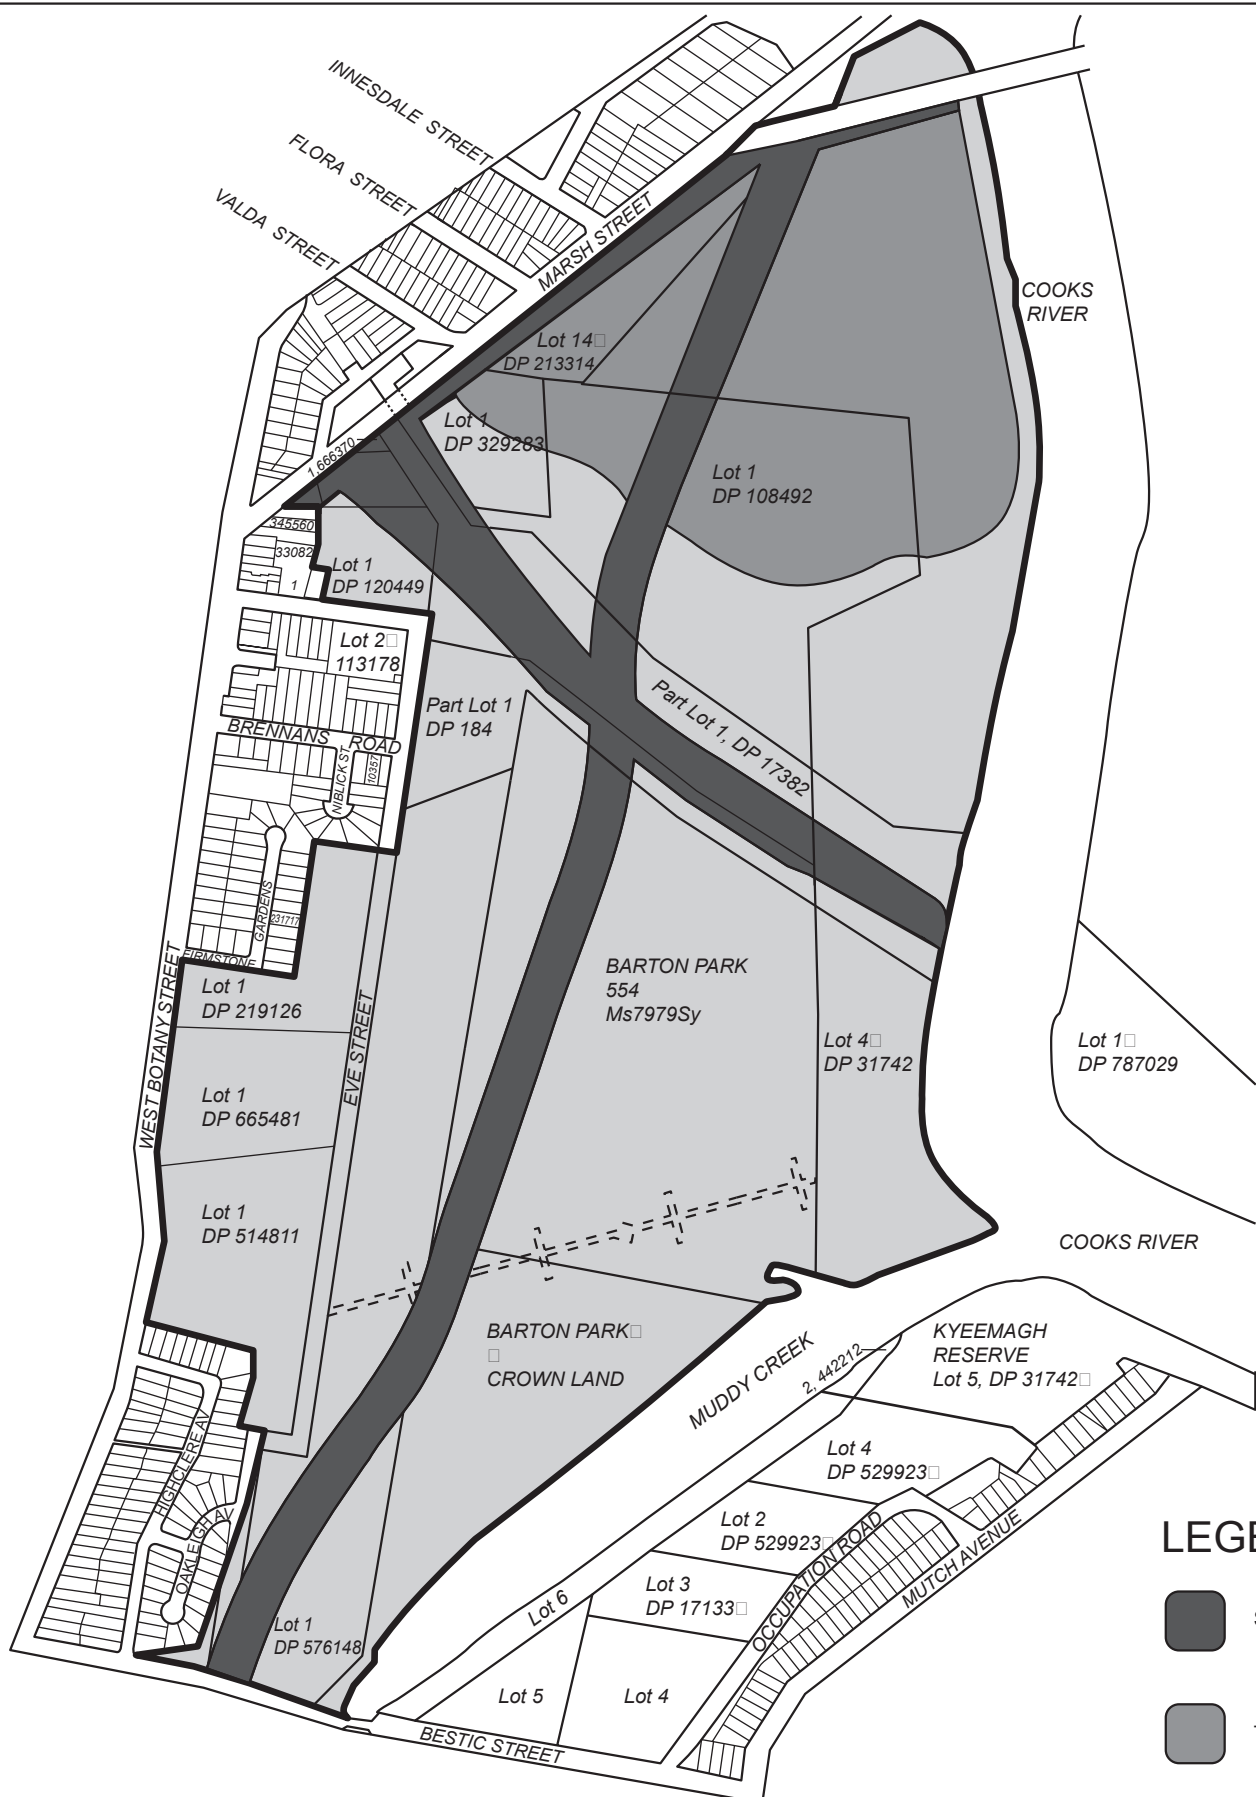 INNESDALE STREET
FLORA STREET
VALDA STREET
MARSH STREET
COOKS
RIVER
Lot 14
DP 213314
Lot 1
DP 329283
1,666370
Lot 1
DP 108492
345560
33082
1
Lot 1
DP 120449
Lot 2
113178
Part Lot 1
DP 184
Part Lot 1, DP 17382
BRENNANS ROAD
NIBLICK ST
10357
GARDENS
231717
FIRMSTONE
WEST BOTANY STREET
Lot 1
DP 219126
EVE STREET
BARTON PARK
554
Ms7979Sy
Lot 4
DP 31742
Lot 1
DP 787029
Lot 1
DP 665481
Lot 1
DP 514811
COOKS RIVER
BARTON PARK
CROWN LAND
MUDDY CREEK
2, 442212
KYEEMAGH
RESERVE
Lot 5, DP 31742
HIGHCLERE AV
OAKLEIGH AV
Lot 4
DP 529923
Lot 2
DP 529923
Lot 3
DP 17133
OCCUPATION ROAD
MUTCH AVENUE
Lot 6
Lot 1
DP 576148
Lot 5
Lot 4
BESTIC STREET